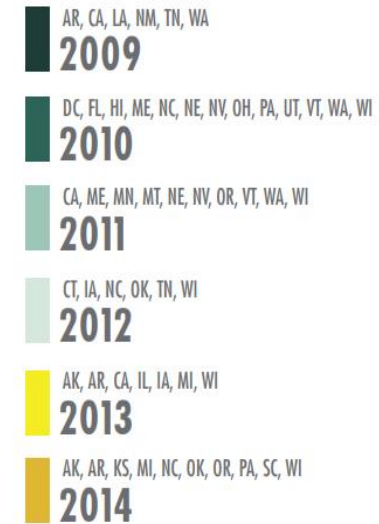 AR, CA, LA, NM, TN, WA
2009
DC, FL, HI, ME, NC, NE, NV, OH, PA, UT, VT, WA, WI
2010
CA, ME, MN, MT, NE, NV, OR, VT, WA, WI
2011
CT, IA, NC, OK, TN, WI
2012
AK, AR, CA, IL, IA, MI, WI
2013
AK, AR, KS, MI, NC, OK, OR, PA, SC, WI
2014